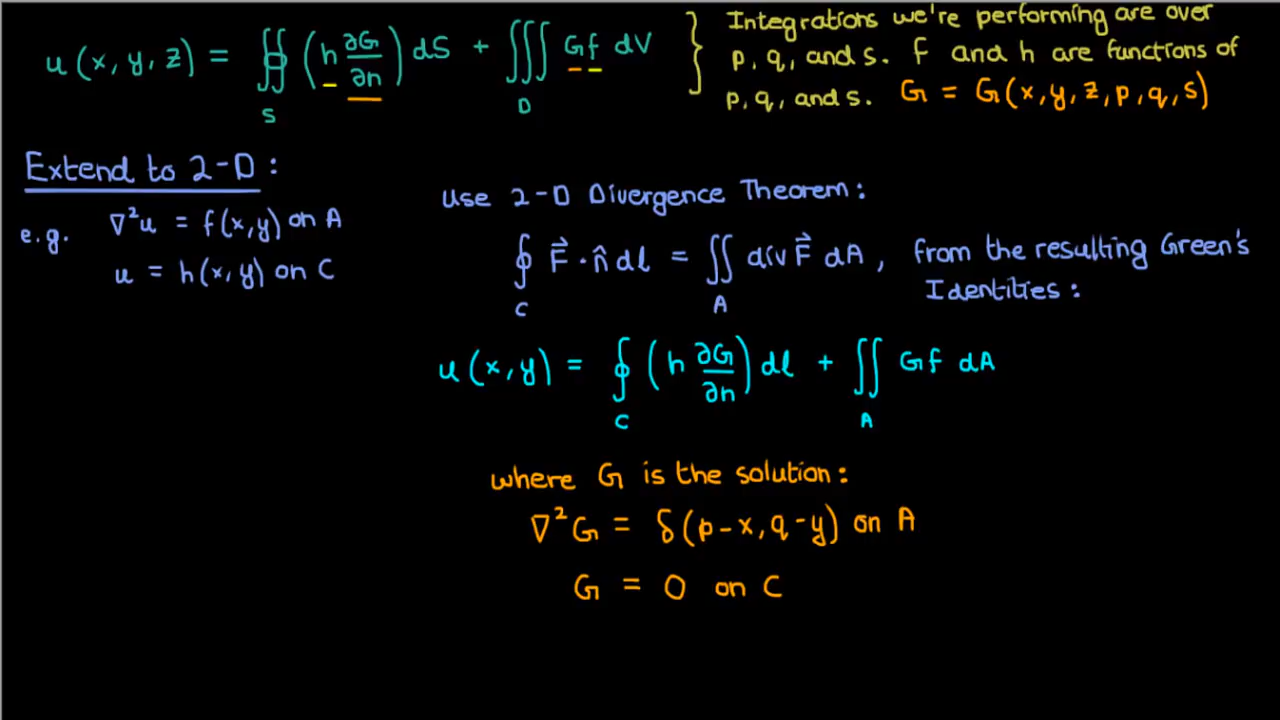 u(x, y, z) = ∯_S (h ∂G/∂n) dS + ∭_D Gf dV } Integrations we're performing are over
p, q, and s. f and h are functions of
p, q, and s. G = G(x, y, z, p, q, s)
Extend to 2-D:
e.g. ∇²u = f(x, y) on A
u = h(x, y) on C
Use 2-D Divergence Theorem:
∮_C F⃗ · n̂ dl = ∬_A div F⃗ dA, from the resulting Green's
Identities:
u(x, y) = ∮_C (h ∂G/∂n) dl + ∬_A Gf dA
where G is the solution:
∇²G = δ(p-x, q-y) on A
G = 0 on C